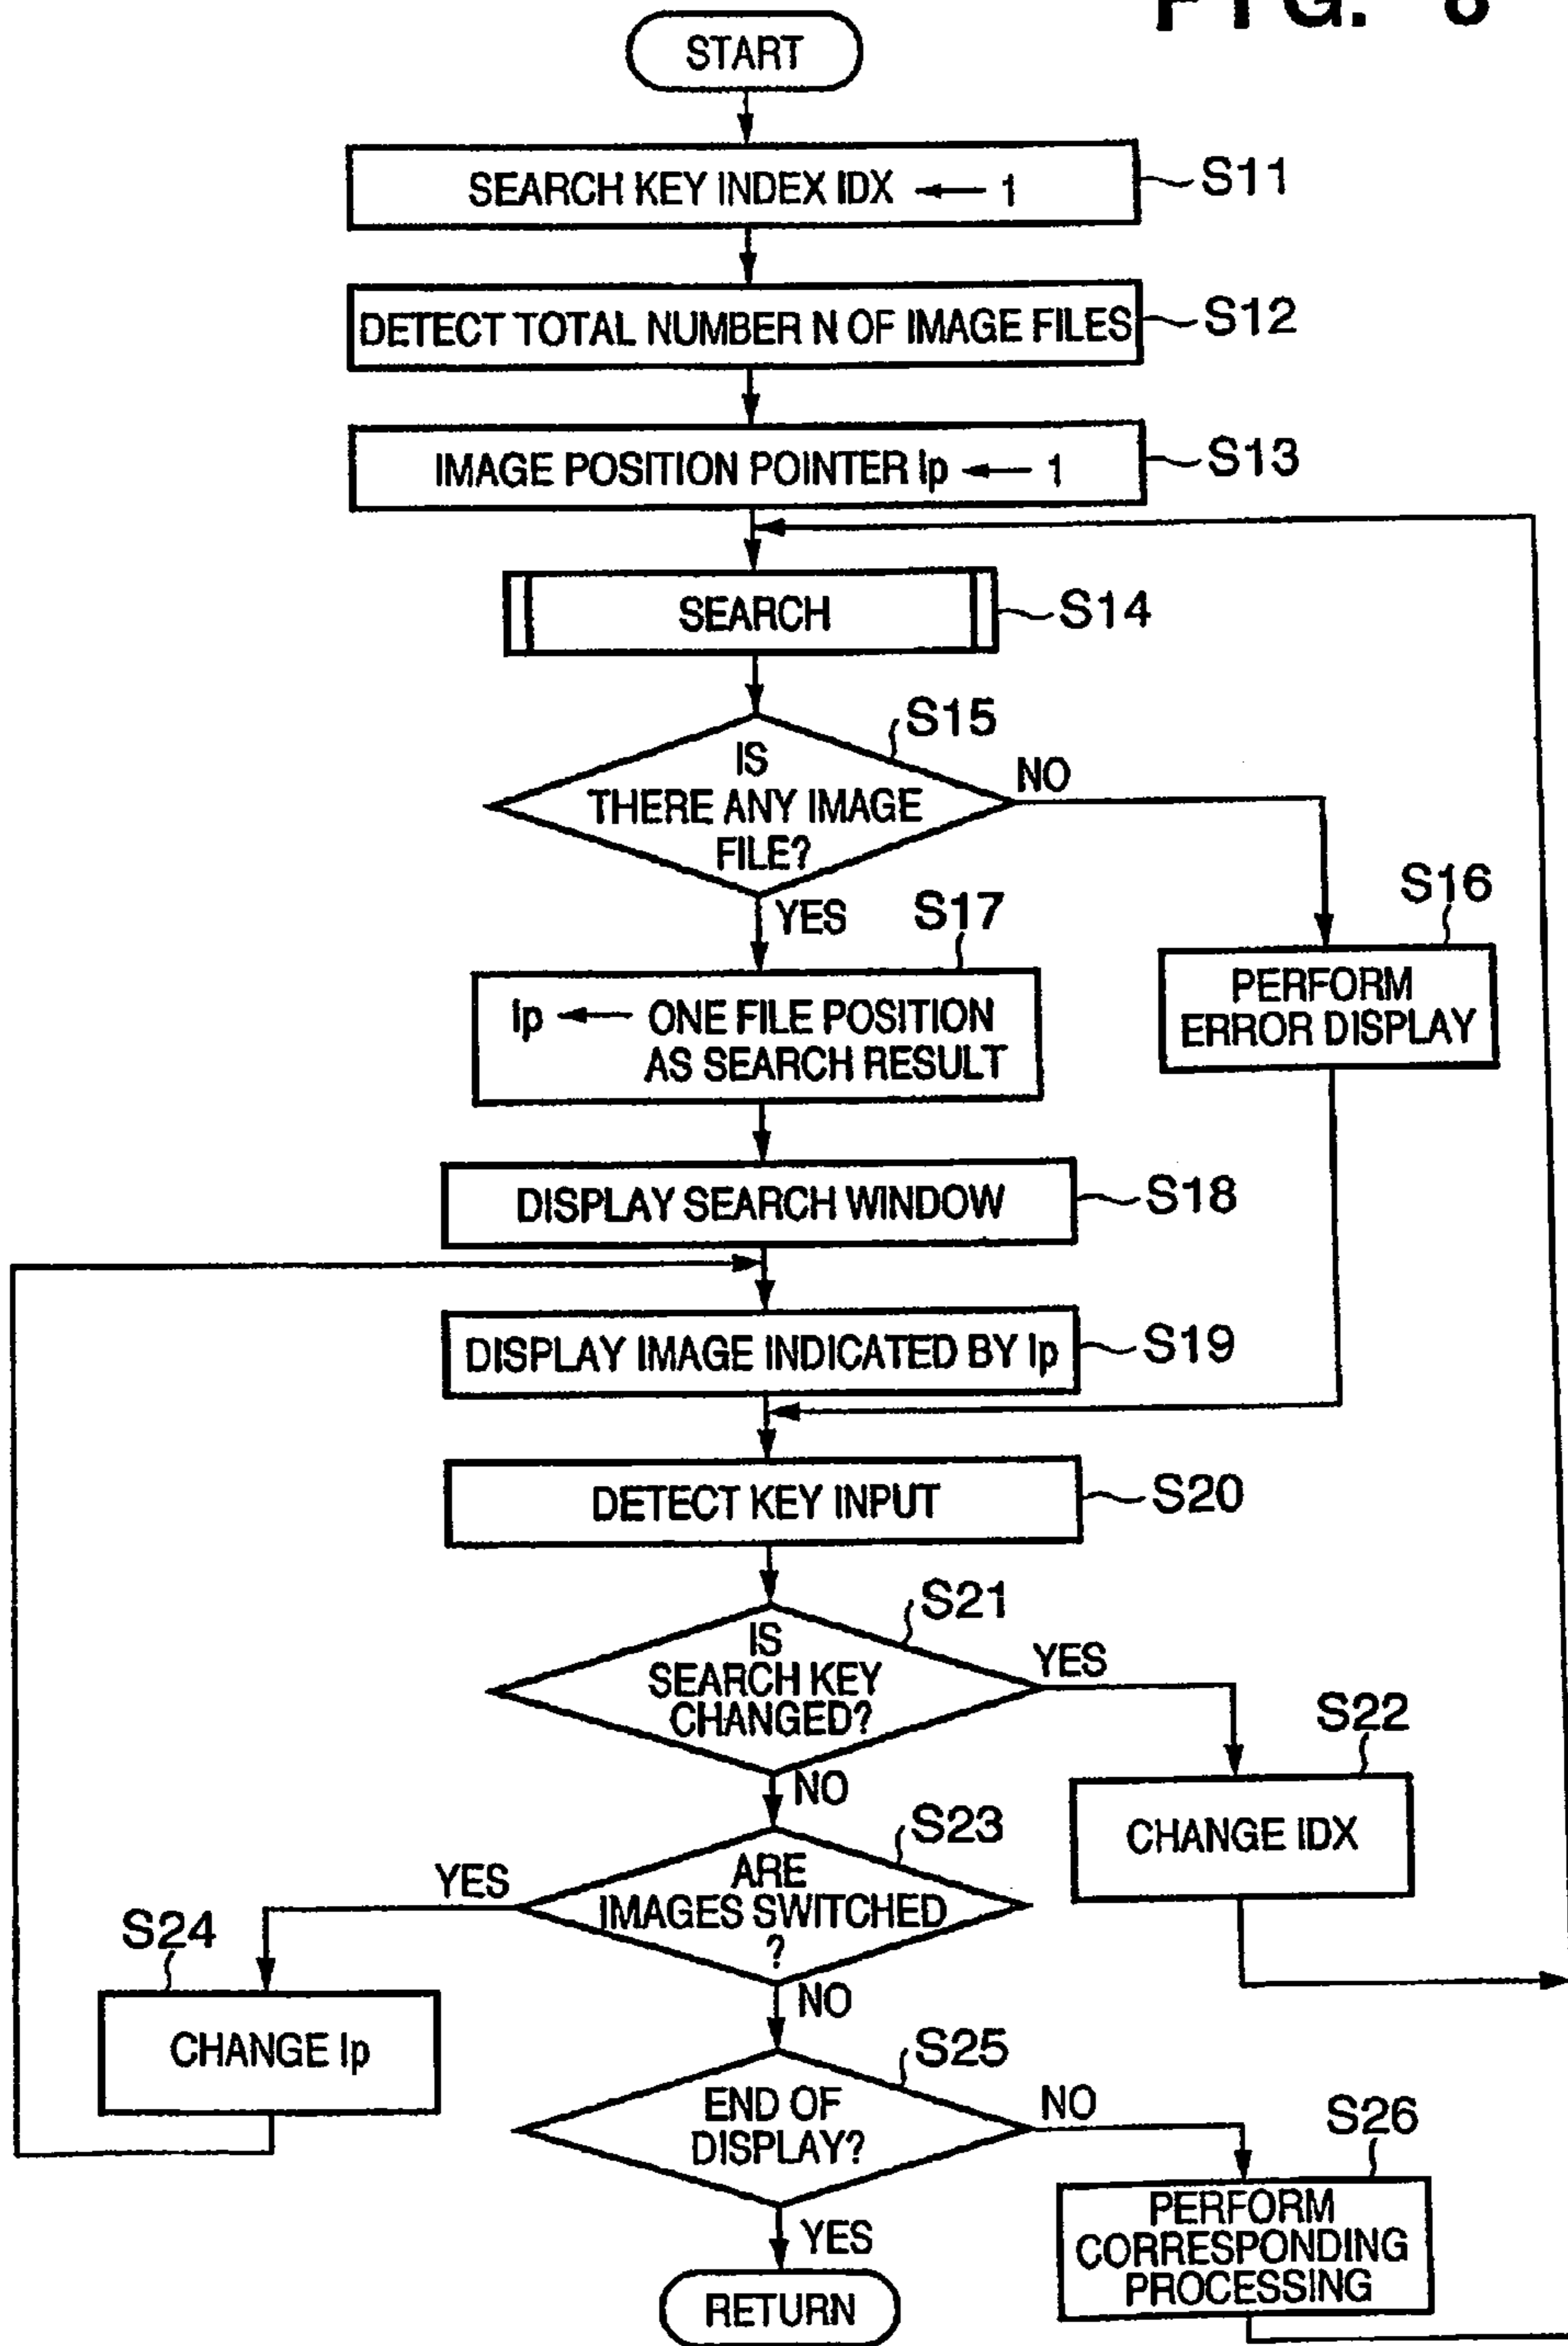 FIG. 8
START
SEARCH KEY INDEX IDX ← 1
S11
DETECT TOTAL NUMBER N OF IMAGE FILES
S12
IMAGE POSITION POINTER Ip ← 1
S13
SEARCH
S14
S15
IS
THERE ANY IMAGE
FILE?
NO
YES
S16
PERFORM
ERROR DISPLAY
S17
Ip ← ONE FILE POSITION
AS SEARCH RESULT
DISPLAY SEARCH WINDOW
S18
DISPLAY IMAGE INDICATED BY Ip
S19
DETECT KEY INPUT
S20
S21
IS
SEARCH KEY
CHANGED?
YES
NO
S22
CHANGE IDX
S23
ARE
IMAGES SWITCHED
?
YES
NO
S24
CHANGE Ip
S25
END OF
DISPLAY?
NO
YES
S26
PERFORM
CORRESPONDING
PROCESSING
RETURN